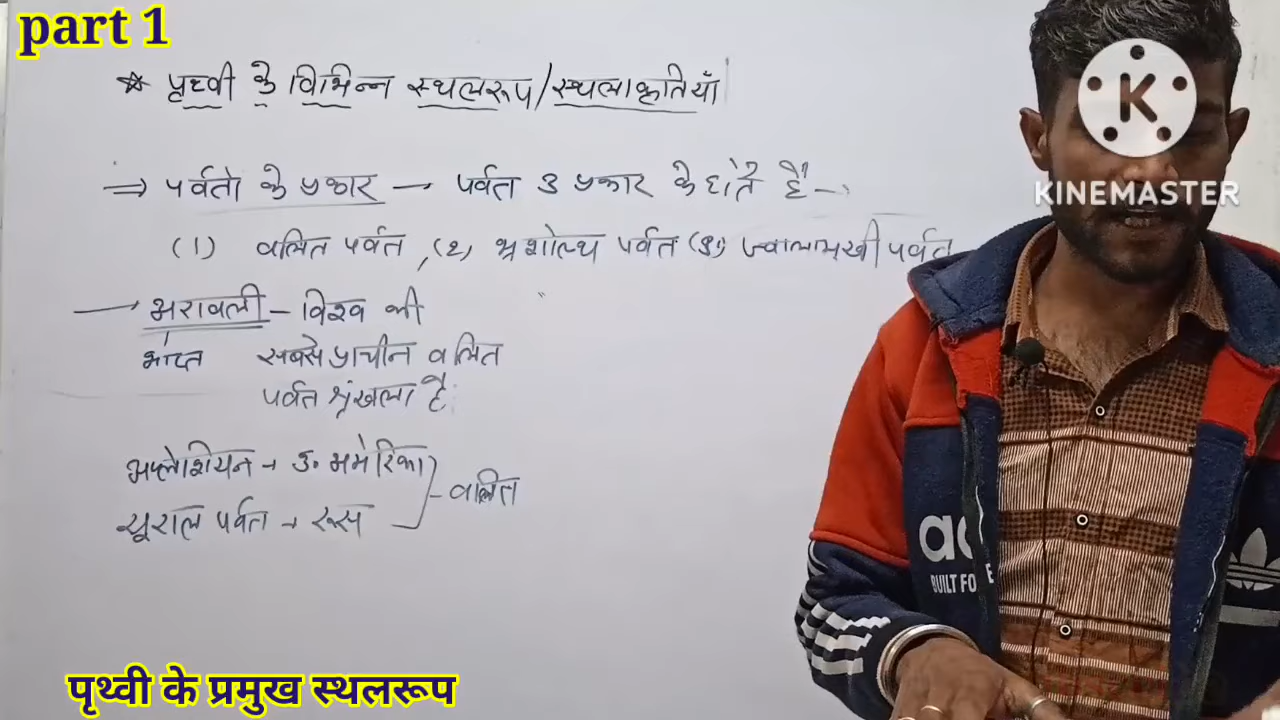 part 1
☆ पृथ्वी के विभिन्न स्थलरूप/स्थलाकृतियाँ
⇒ पर्वतो के प्रकार → पर्वत 3 प्रकार के होते है →
(1) वलित पर्वत, (2) भ्रंशोत्थ पर्वत (3) ज्वालामुखी पर्वत
→ अरावली - विश्व की
भारत सबसे प्राचीन वलित
पर्वत श्रृंखला है
अप्लेशियन → उ॰ अमेरिका
- वलित
यूराल पर्वत → रूस
K
KINEMASTER
BUILT FO
पृथ्वी के प्रमुख स्थलरूप